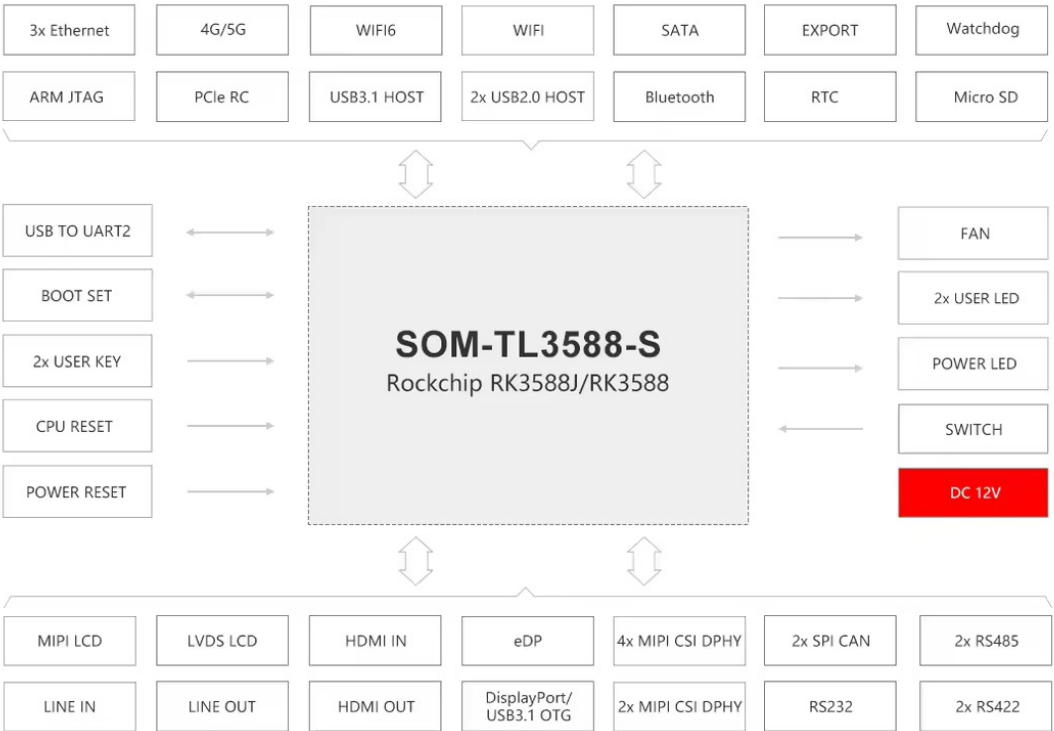 3x Ethernet
4G/5G
WIFI6
WIFI
SATA
EXPORT
Watchdog
ARM JTAG
PCIe RC
USB3.1 HOST
2x USB2.0 HOST
Bluetooth
RTC
Micro SD
USB TO UART2
BOOT SET
2x USER KEY
CPU RESET
POWER RESET
SOM-TL3588-S
Rockchip RK3588J/RK3588
FAN
2x USER LED
POWER LED
SWITCH
DC 12V
MIPI LCD
LVDS LCD
HDMI IN
eDP
4x MIPI CSI DPHY
2x SPI CAN
2x RS485
LINE IN
LINE OUT
HDMI OUT
DisplayPort/
USB3.1 OTG
2x MIPI CSI DPHY
RS232
2x RS422